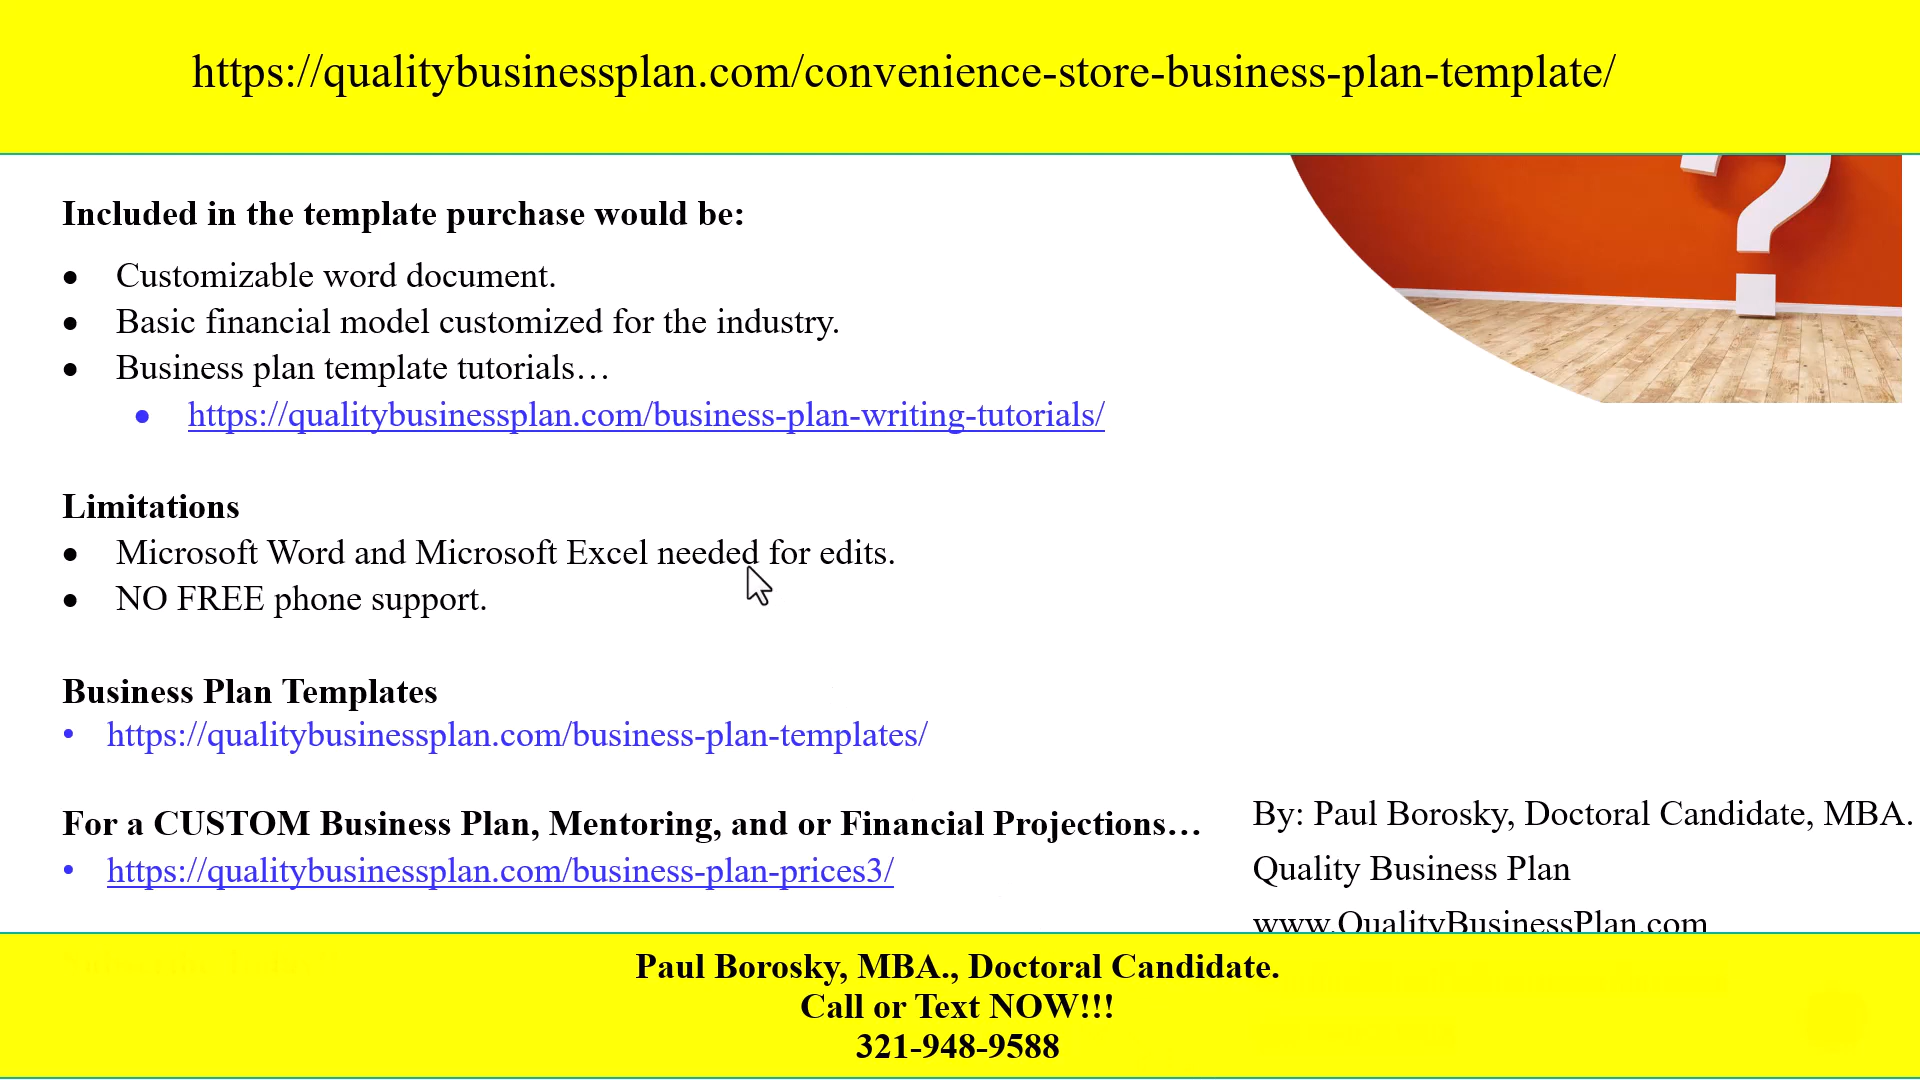 https://qualitybusinessplan.com/convenience-store-business-plan-template/
Included in the template purchase would be:
• Customizable word document.
• Basic financial model customized for the industry.
• Business plan template tutorials…
• https://qualitybusinessplan.com/business-plan-writing-tutorials/
Limitations
• Microsoft Word and Microsoft Excel needed for edits.
• NO FREE phone support.
Business Plan Templates
• https://qualitybusinessplan.com/business-plan-templates/
For a CUSTOM Business Plan, Mentoring, and or Financial Projections…
• https://qualitybusinessplan.com/business-plan-prices3/
By: Paul Borosky, Doctoral Candidate, MBA.
Quality Business Plan
www.QualityBusinessPlan.com
Paul Borosky, MBA., Doctoral Candidate.
Call or Text NOW!!!
321-948-9588